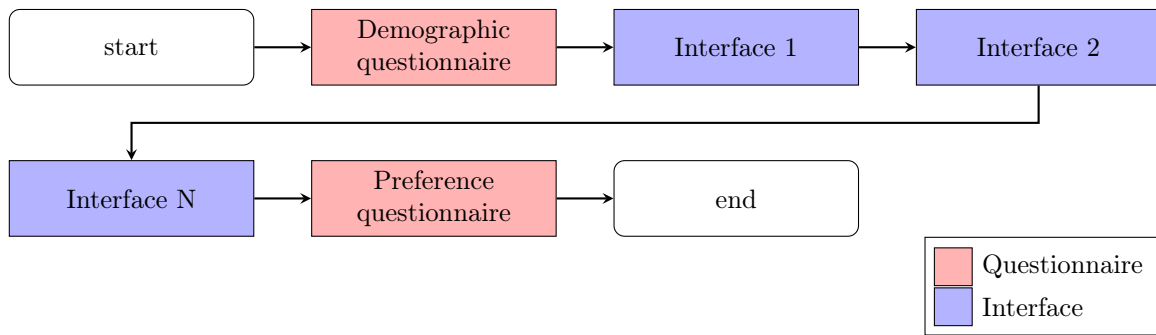 start
Demographic
questionnaire
Interface 1
Interface 2
Interface N
Preference
questionnaire
end
Questionnaire
Interface